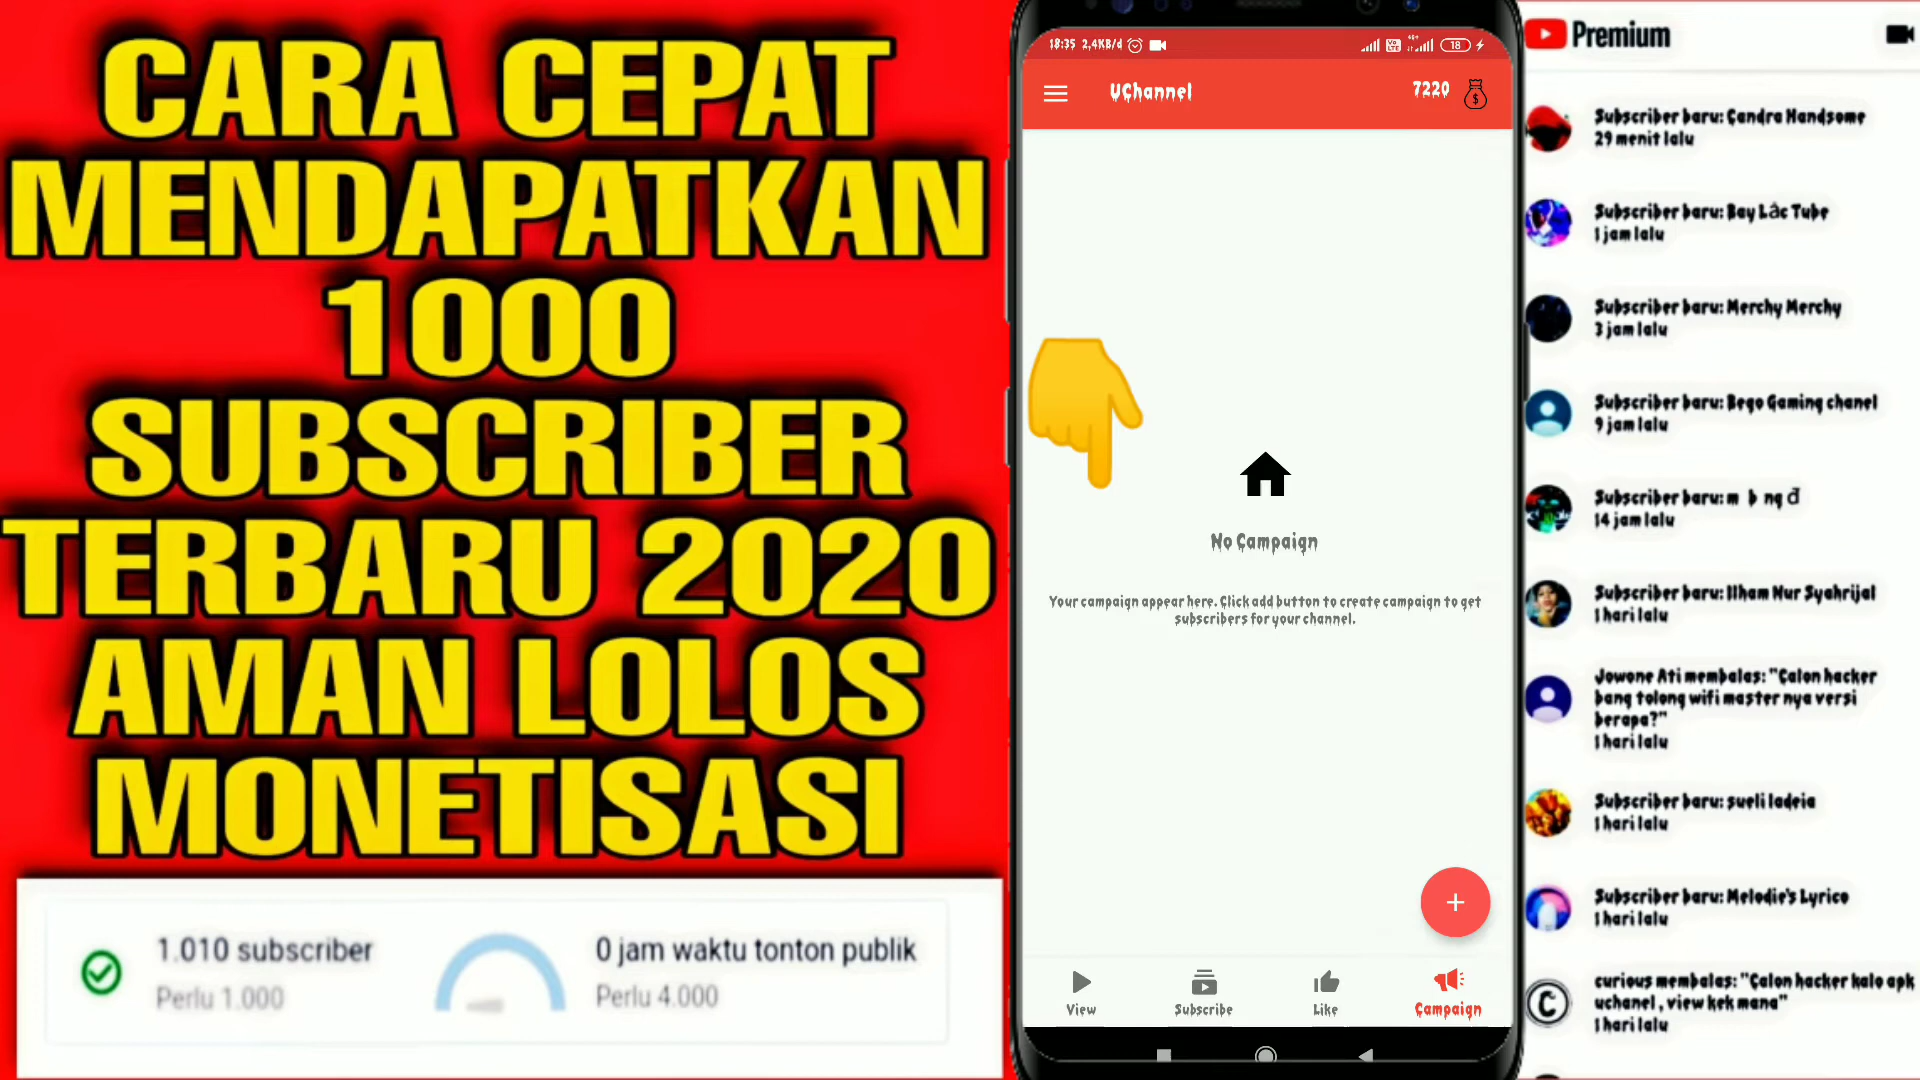 CARA CEPAT
MENDAPATKAN
1000
SUBSCRIBER
TERBARU 2020
AMAN LOLOS
MONETISASI
1.010 subscriber
Perlu 1.000
0 jam waktu tonton publik
Perlu 4.000
18:35 2,4KB/d
18
UChannel
7220
No Campaign
Your campaign appear here. Click add button to create campaign to get
subscribers for your channel.
View
Subscribe
Like
Campaign
Premium
Subscriber baru: Candra Handsome
29 menit lalu
Subscriber baru: Bay Lâc Tube
1 jam lalu
Subscriber baru: Merchy Merchy
3 jam lalu
Subscriber baru: Bego Gaming chanel
9 jam lalu
Subscriber baru: m b ng đ
14 jam lalu
Subscriber baru: Ilham Nur Syahrijal
1 hari lalu
Jowone Ati membalas: "Calon hacker
bang tolong wifi master nya versi
berapa?"
1 hari lalu
Subscriber baru: sueli ladeia
1 hari lalu
Subscriber baru: Melodie's Lyrico
1 hari lalu
curious membalas: "Calon hacker kalo apk
uchanel , view kek mana"
1 hari lalu